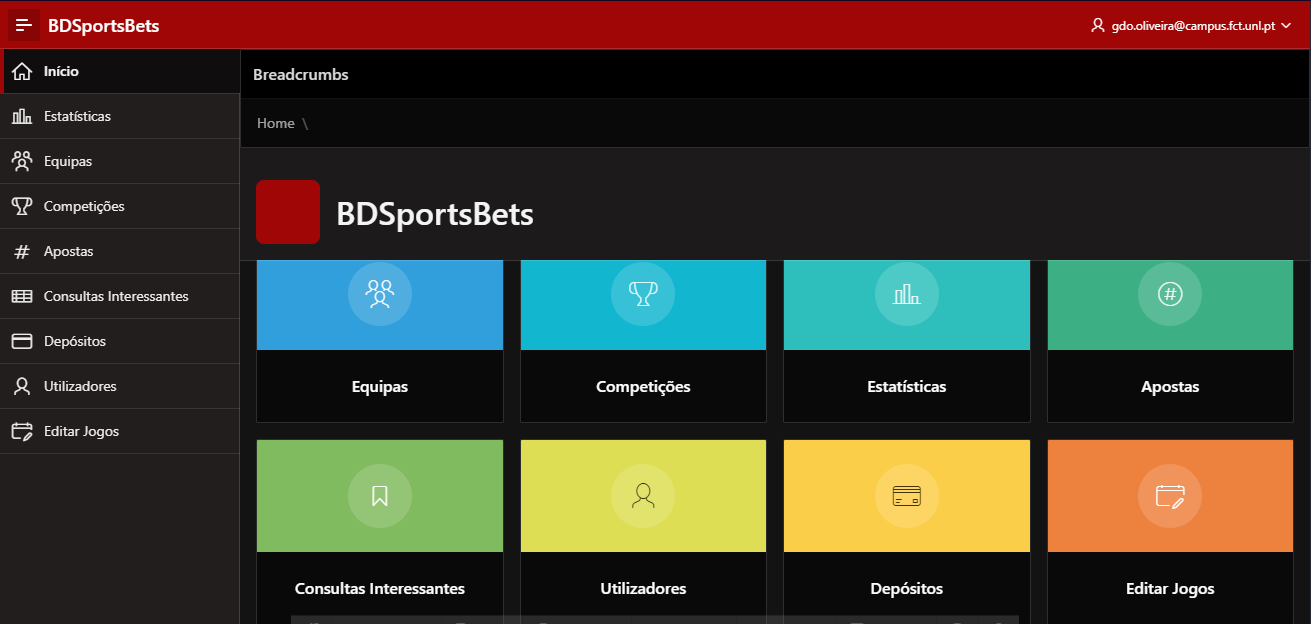 BDSportsBets
gdo.oliveira@campus.fct.unl.pt
Início
Estatísticas
Equipas
Competições
Apostas
Consultas Interessantes
Depósitos
Utilizadores
Editar Jogos
Breadcrumbs
Home \
BDSportsBets
Equipas
Competições
Estatísticas
Apostas
Consultas Interessantes
Utilizadores
Depósitos
Editar Jogos